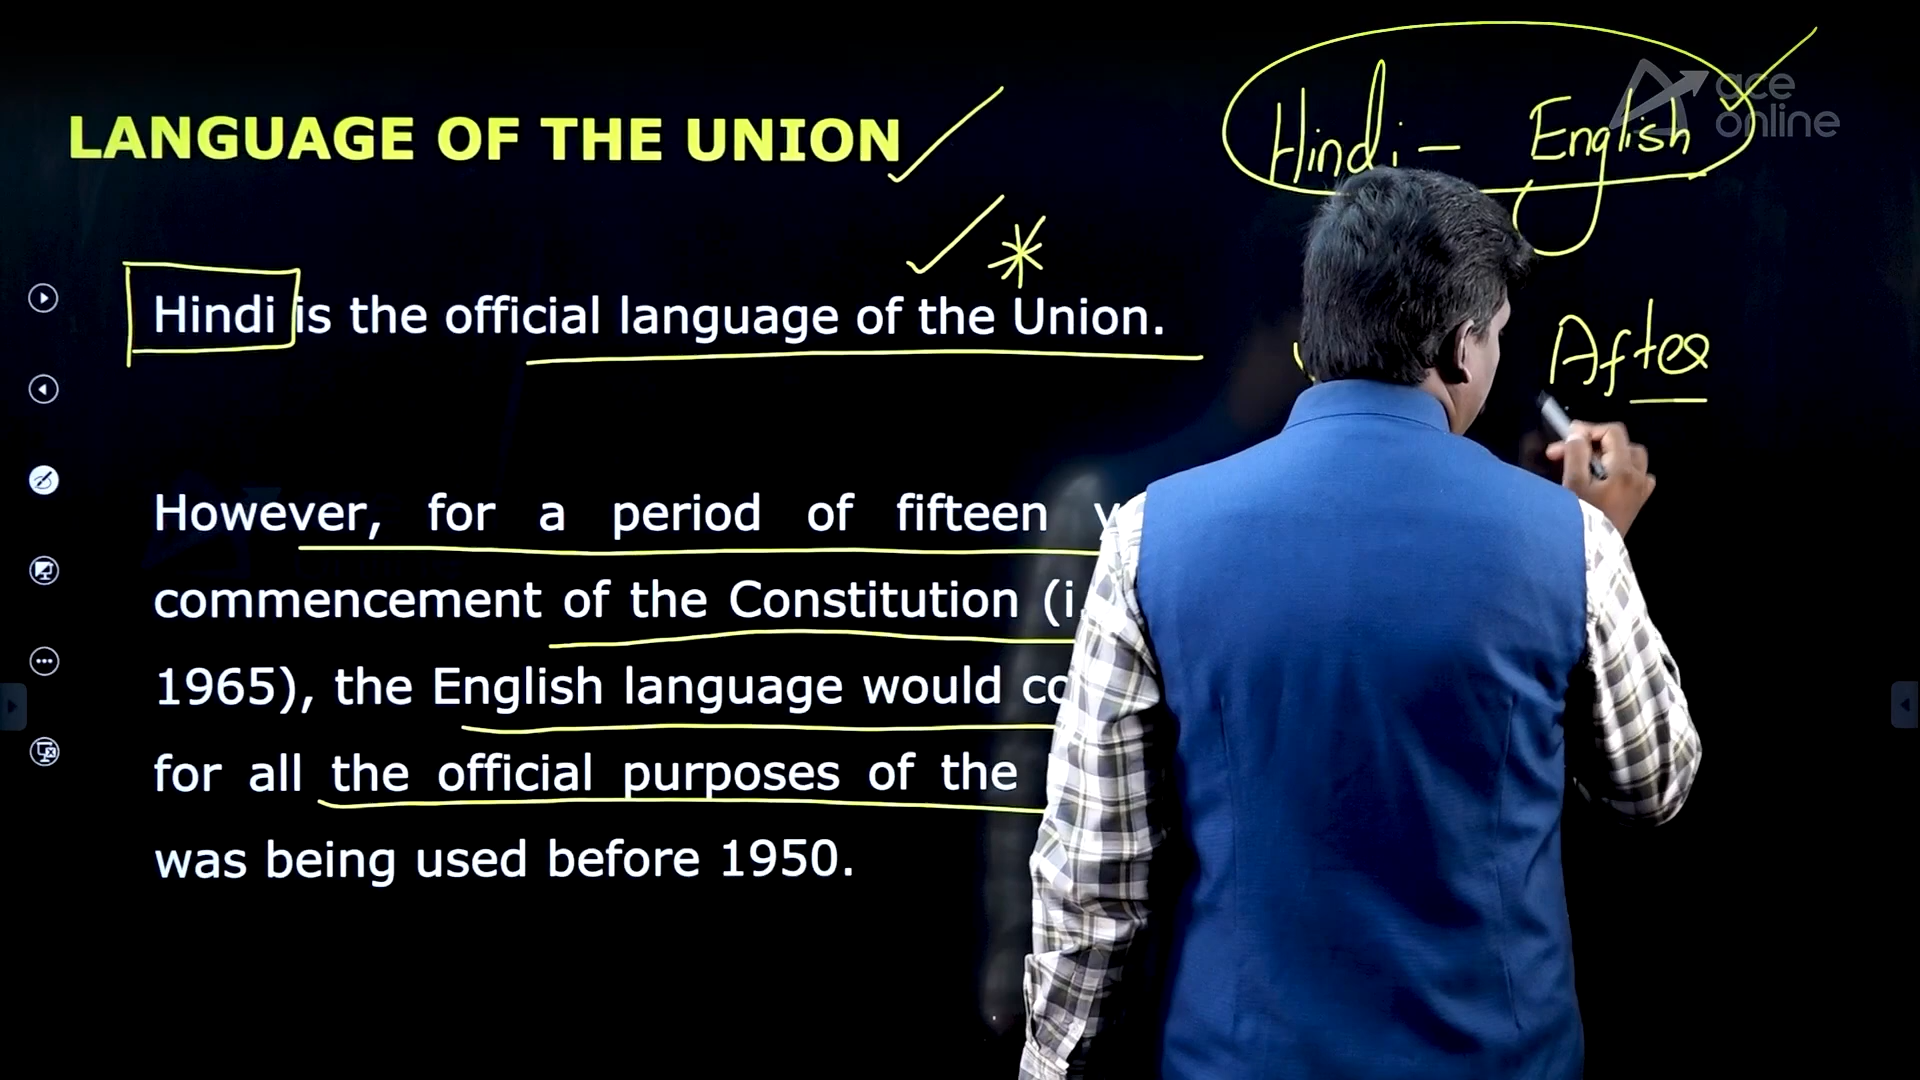 LANGUAGE OF THE UNION
Hindi - English
ace
online
Hindi is the official language of the Union.
After
However, for a period of fifteen
commencement of the Constitution (i.
1965), the English language would
for all the official purposes of the
was being used before 1950.